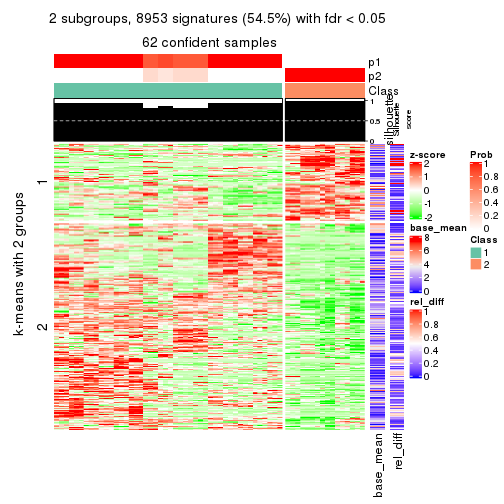 2 subgroups, 8953 signatures (54.5%) with fdr < 0.05
62 confident samples
p1
p2
Class
silhouette
Silhouette
score
1
0.5
0
k-means with 2 groups
1
2
base_mean
rel_diff
z-score
2
1
0
-1
-2
base_mean
8
6
4
2
0
rel_diff
1
0.8
0.6
0.4
0.2
0
Prob
1
0.8
0.6
0.4
0.2
0
Class
1
2